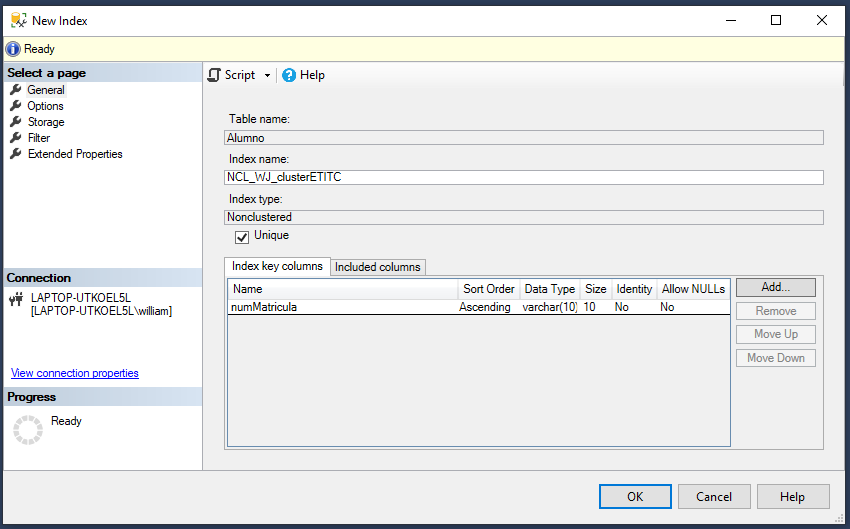 New Index
Ready
Select a page
General
Options
Storage
Filter
Extended Properties
Connection
LAPTOP-UTKOEL5L
[LAPTOP-UTKOEL5L\william]
View connection properties
Progress
Ready
Script Help
Table name:
Alumno
Index name:
NCL_WJ_clusterETITC
Index type:
Nonclustered
Unique
Index key columns Included columns
Name Sort Order Data Type Size Identity Allow NULLs
numMatricula Ascending varchar(10) 10 No No
Add...
Remove
Move Up
Move Down
OK Cancel Help